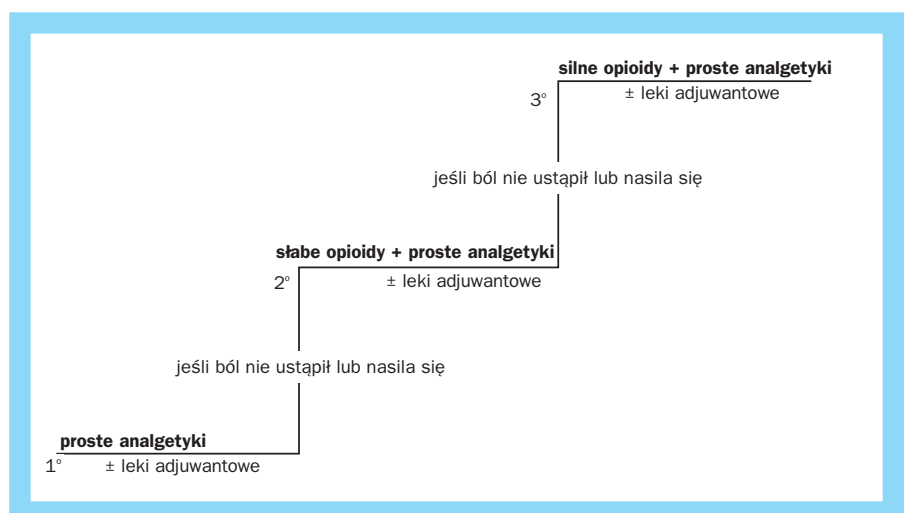 silne opioidy + proste analgetyki
3° ± leki adjuwantowe
jeśli ból nie ustąpił lub nasila się
słabe opioidy + proste analgetyki
2° ± leki adjuwantowe
jeśli ból nie ustąpił lub nasila się
proste analgetyki
1° ± leki adjuwantowe